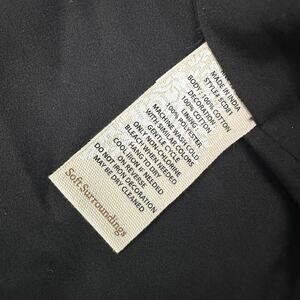 MADE IN INDIA
STYLE# 5CD81
BODY : 100% COTTON
DECORATION :
100% COTTON
LINING :
100% POLYESTER
MACHINE WASH COLD
WITH SIMILAR COLORS
GENTLE CYCLE
ONLY NON-CHLORINE
BLEACH WHEN NEEDED
HANG TO DRY
COOL IRON IF NEEDED
ON REVERSE
DO NOT IRON DECORATION
MAY BE DRY CLEANED
Soft Surroundings